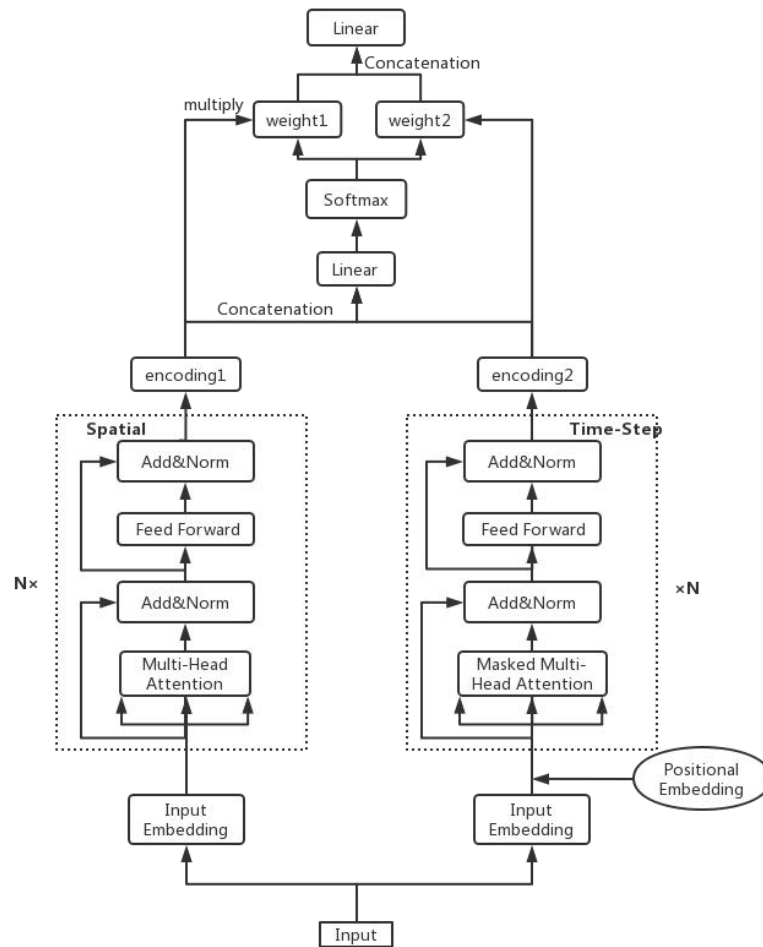 Linear
Concatenation
multiply
weight1
weight2
Softmax
Linear
Concatenation
encoding1
encoding2
Spatial
Time-Step
Add&Norm
Add&Norm
Feed Forward
Feed Forward
N×
×N
Add&Norm
Add&Norm
Multi-Head
Attention
Masked Multi-
Head Attention
Positional
Embedding
Input
Embedding
Input
Embedding
Input